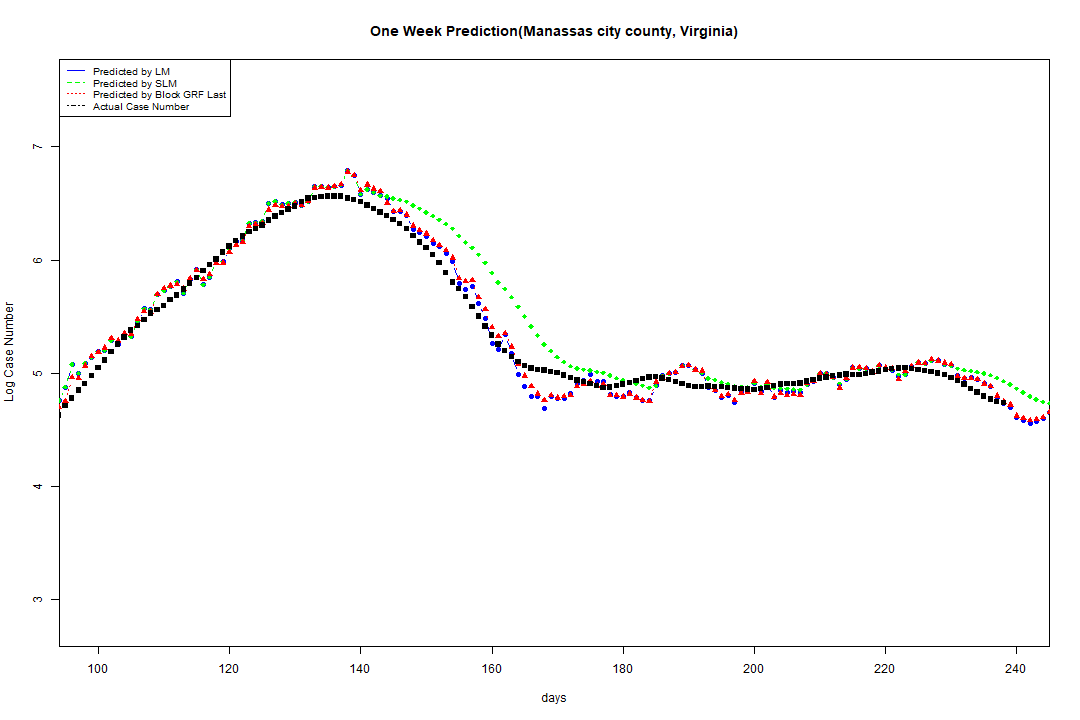 One Week Prediction(Manassas city county, Virginia)
Predicted by LM
Predicted by SLM
Predicted by Block GRF Last
Actual Case Number
7
6
5
4
3
Log Case Number
100 120 140 160 180 200 220 240
days